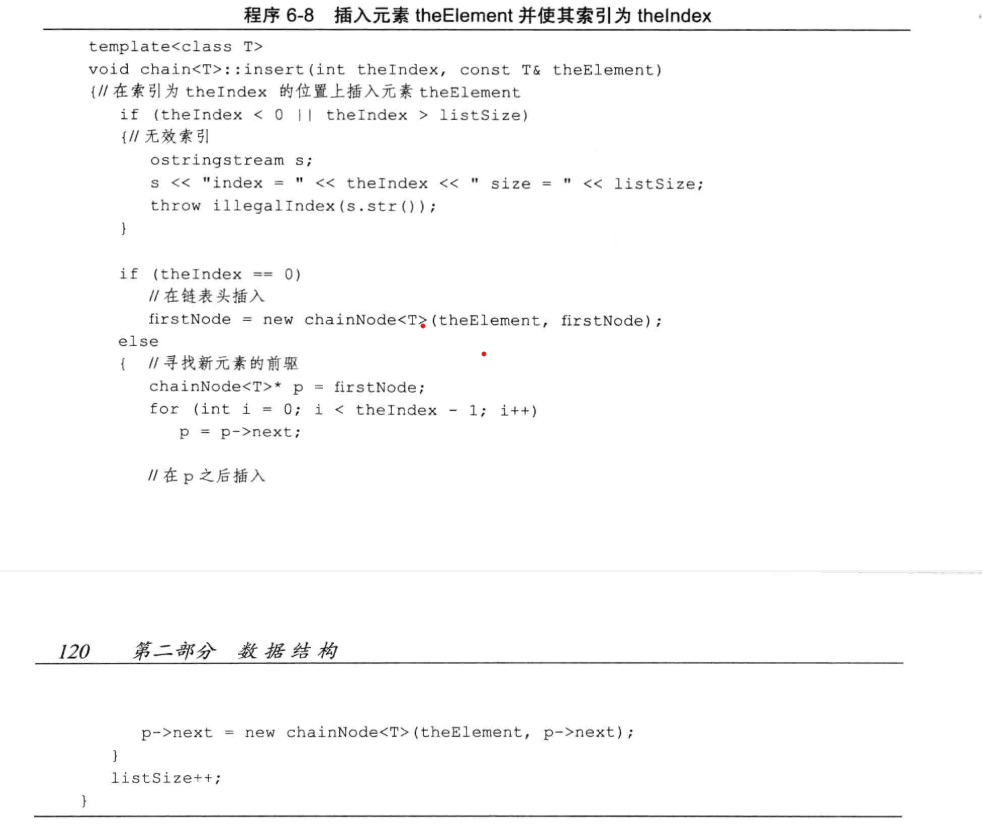 程序 6-8 插入元素 theElement 并使其索引为 theIndex
template<class T>
void chain<T>::insert(int theIndex, const T& theElement)
{// 在索引为 theIndex 的位置上插入元素 theElement
if (theIndex < 0 || theIndex > listSize)
{// 无效索引
ostringstream s;
s << "index = " << theIndex << " size = " << listSize;
throw illegalIndex(s.str());
}
if (theIndex == 0)
// 在链表头插入
firstNode = new chainNode<T>(theElement, firstNode);
else
{ // 寻找新元素的前驱
chainNode<T>* p = firstNode;
for (int i = 0; i < theIndex - 1; i++)
p = p->next;
// 在 p 之后插入
120 第二部分 数据结构
p->next = new chainNode<T>(theElement, p->next);
}
listSize++;
}